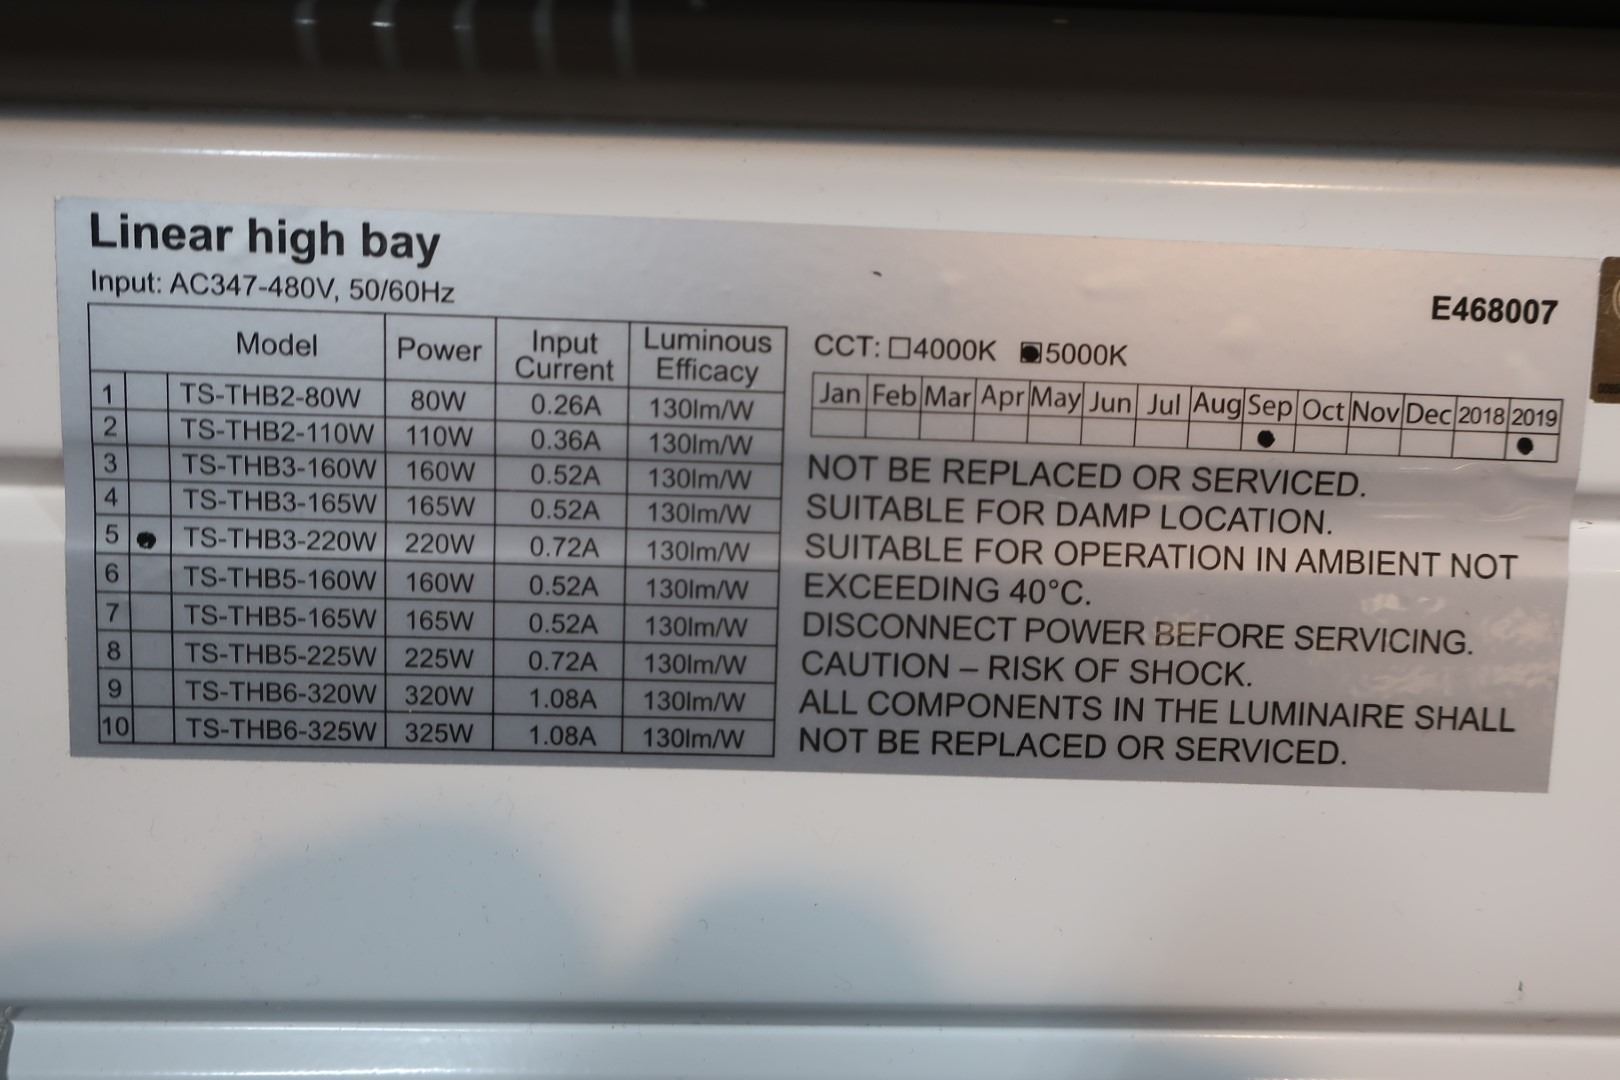 Linear high bay
Input: AC347-480V, 50/60Hz
Model Power Input Current Luminous Efficacy
1 TS-THB2-80W 80W 0.26A 130lm/W
2 TS-THB2-110W 110W 0.36A 130lm/W
3 TS-THB3-160W 160W 0.52A 130lm/W
4 TS-THB3-165W 165W 0.52A 130lm/W
5 ● TS-THB3-220W 220W 0.72A 130lm/W
6 TS-THB5-160W 160W 0.52A 130lm/W
7 TS-THB5-165W 165W 0.52A 130lm/W
8 TS-THB5-225W 225W 0.72A 130lm/W
9 TS-THB6-320W 320W 1.08A 130lm/W
10 TS-THB6-325W 325W 1.08A 130lm/W
E468007
CCT: □4000K ■5000K
Jan Feb Mar Apr May Jun Jul Aug Sep Oct Nov Dec 2018 2019
● ●
NOT BE REPLACED OR SERVICED.
SUITABLE FOR DAMP LOCATION.
SUITABLE FOR OPERATION IN AMBIENT NOT
EXCEEDING 40°C.
DISCONNECT POWER BEFORE SERVICING.
CAUTION – RISK OF SHOCK.
ALL COMPONENTS IN THE LUMINAIRE SHALL
NOT BE REPLACED OR SERVICED.